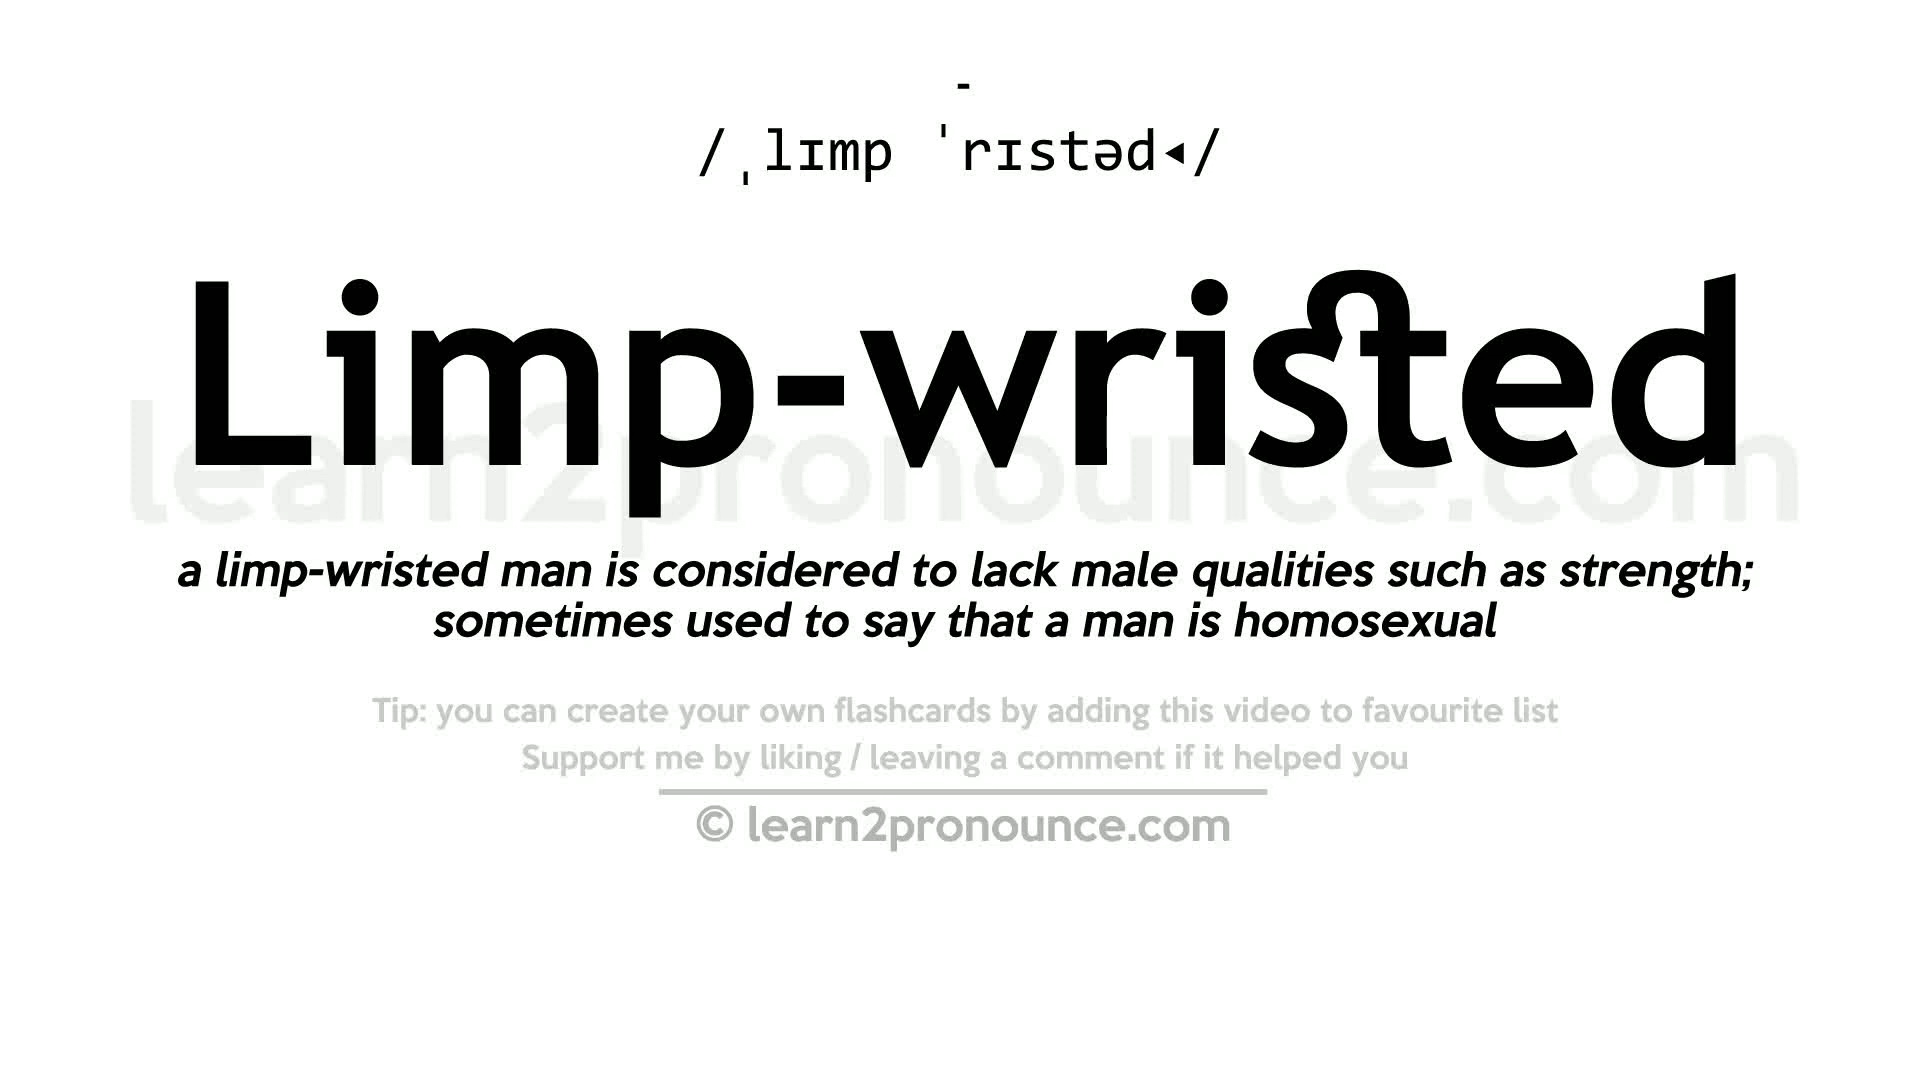 -
/ˌlɪmp ˈrɪstəd◂/
Limp-wristed
learn2pronounce.com
a limp-wristed man is considered to lack male qualities such as strength;
sometimes used to say that a man is homosexual
Tip: you can create your own flashcards by adding this video to favourite list
Support me by liking / leaving a comment if it helped you
© learn2pronounce.com